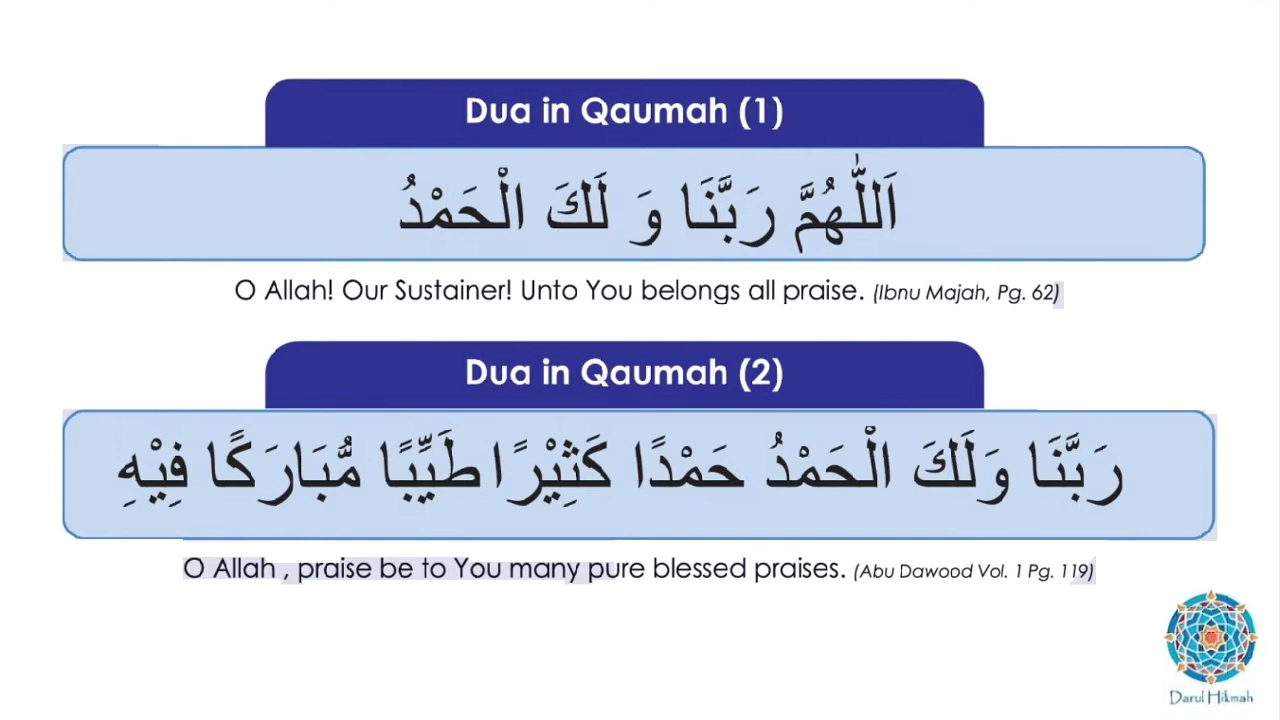 Dua in Qaumah (1)
اَللّٰهُمَّ رَبَّنَا وَ لَكَ الْحَمْدُ
O Allah! Our Sustainer! Unto You belongs all praise. (Ibnu Majah, Pg. 62)
Dua in Qaumah (2)
رَبَّنَا وَلَكَ الْحَمْدُ حَمْدًا كَثِيْرًا طَيِّبًا مُّبَارَكًا فِيْهِ
O Allah , praise be to You many pure blessed praises. (Abu Dawood Vol. 1 Pg. 119)
Darul Hikmah